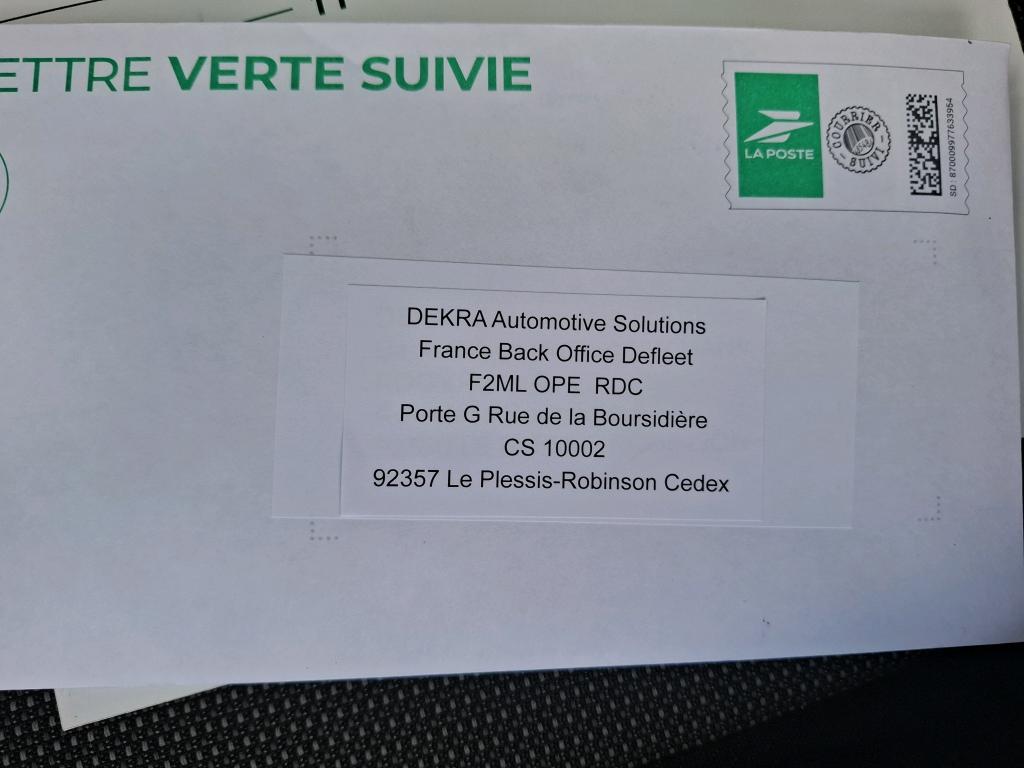 ETTRE VERTE SUIVIE
LA POSTE
COURRIER
SUIVI
SD : 870009977633954
DEKRA Automotive Solutions
France Back Office Defleet
F2ML OPE RDC
Porte G Rue de la Boursidière
CS 10002
92357 Le Plessis-Robinson Cedex